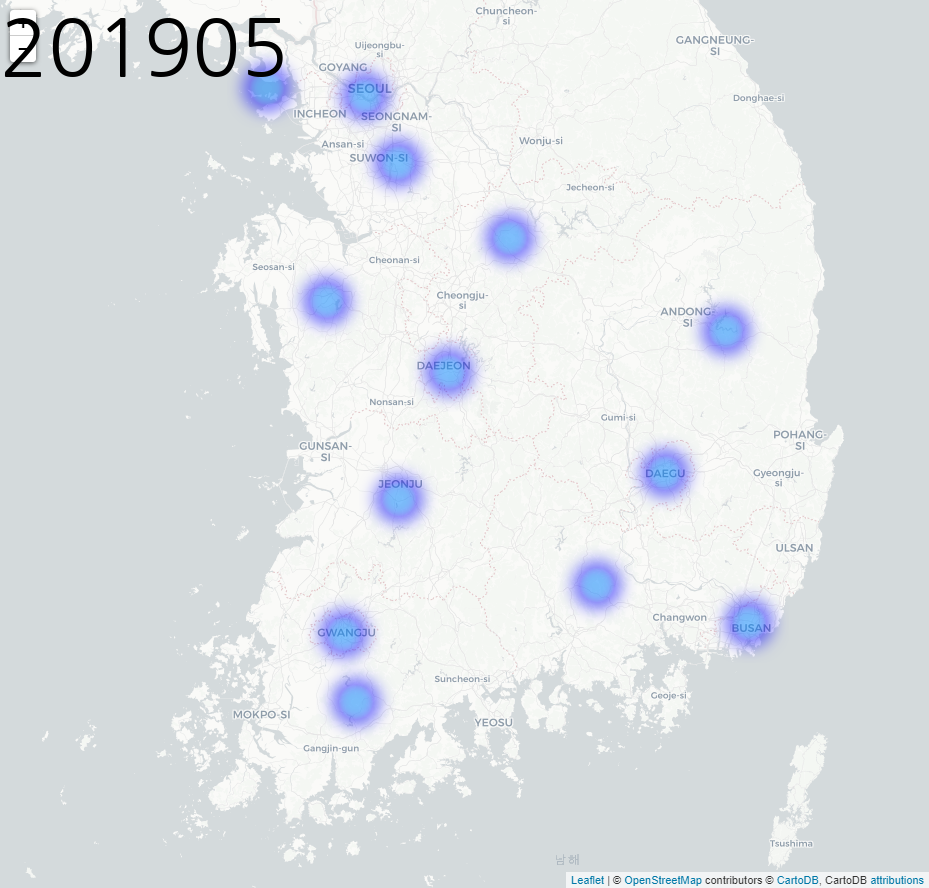 201905
+
−
Chuncheon-
si
GANGNEUNG-
SI
Uijeongbu-
si
GOYANG
SEOUL
Donghae-si
INCHEON
SEONGNAM-
SI
Ansan-si
Wonju-si
SUWON-SI
Jecheon-si
Seosan-si
Cheonan-si
Cheongju-
si
ANDONG-
SI
DAEJEON
Nonsan-si
Gumi-si
GUNSAN-
SI
POHANG-
SI
DAEGU
Gyeongju-
si
JEONJU
ULSAN
Changwon
BUSAN
GWANGJU
Suncheon-si
Geoje-si
MOKPO-SI
YEOSU
Gangjin-gun
Tsushima
남해
Leaflet | © OpenStreetMap contributors © CartoDB, CartoDB attributions